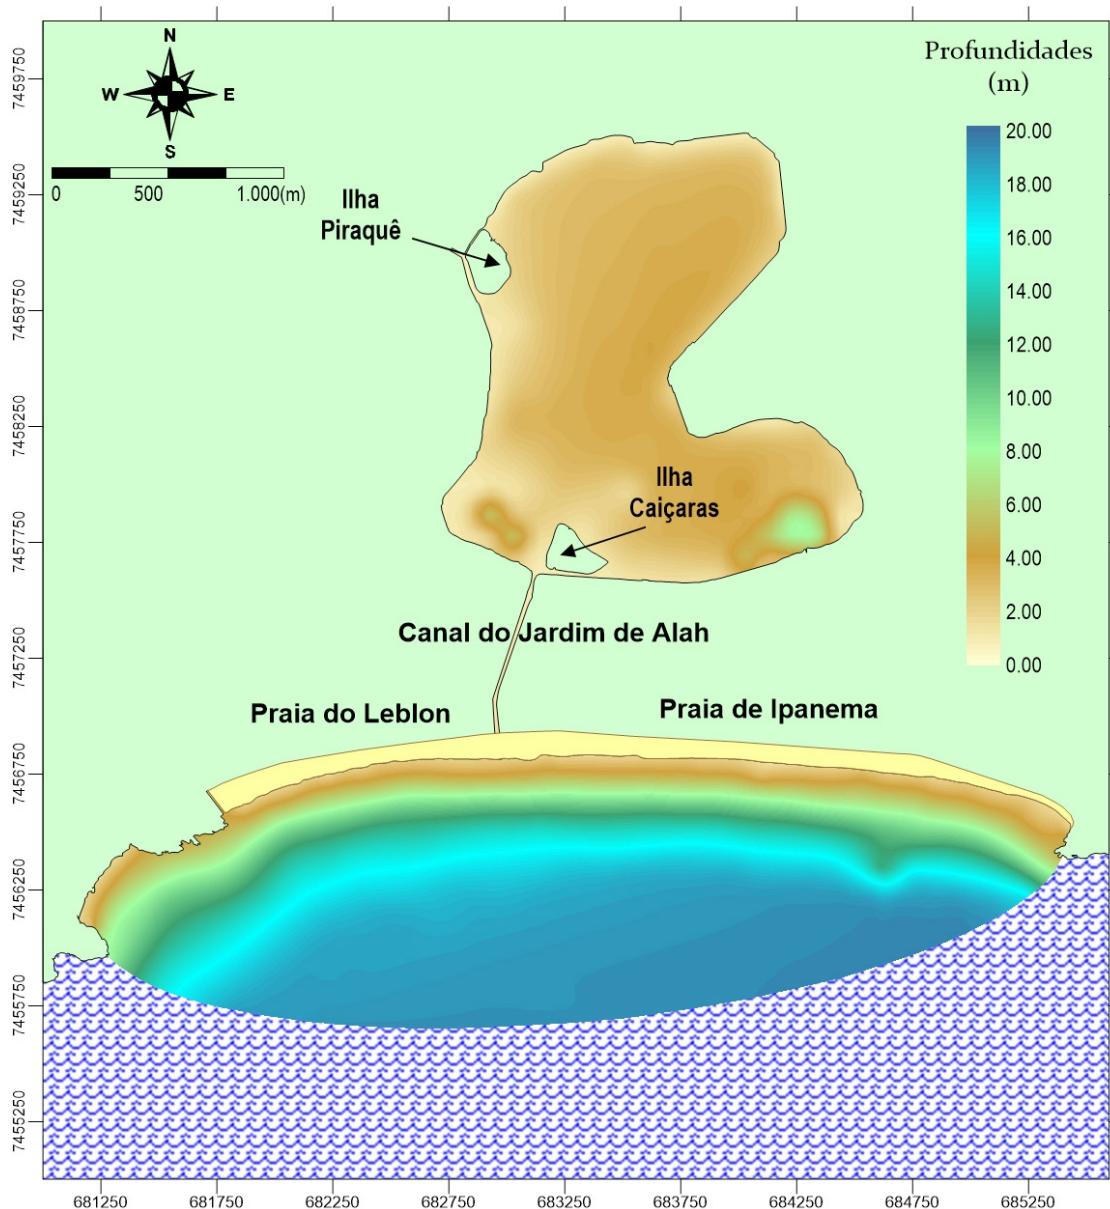 N
W E
S
0 500 1.000(m)
Profundidades
(m)
20.00
18.00
16.00
14.00
12.00
10.00
8.00
6.00
4.00
2.00
0.00
Ilha
Piraquê
Ilha
Caiçaras
Canal do Jardim de Alah
Praia do Leblon
Praia de Ipanema
7459750
7459250
7458750
7458250
7457750
7457250
7456750
7456250
7455750
7455250
681250 681750 682250 682750 683250 683750 684250 684750 685250